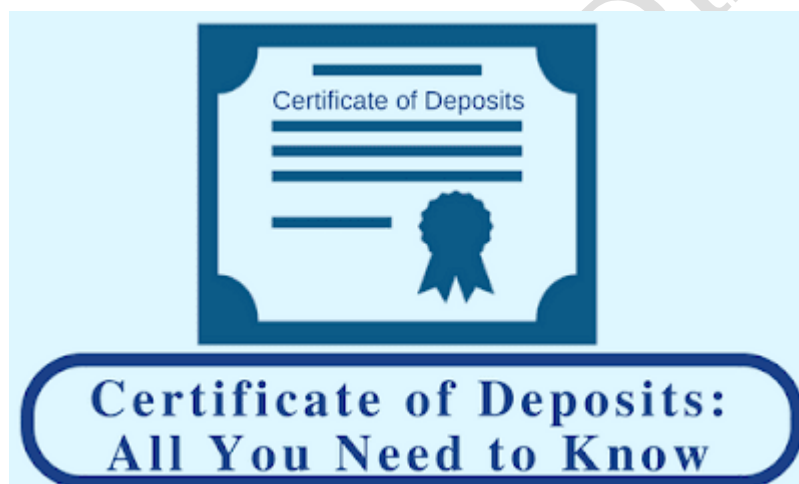 Certificate of Deposits
Certificate of Deposits:
All You Need to Know